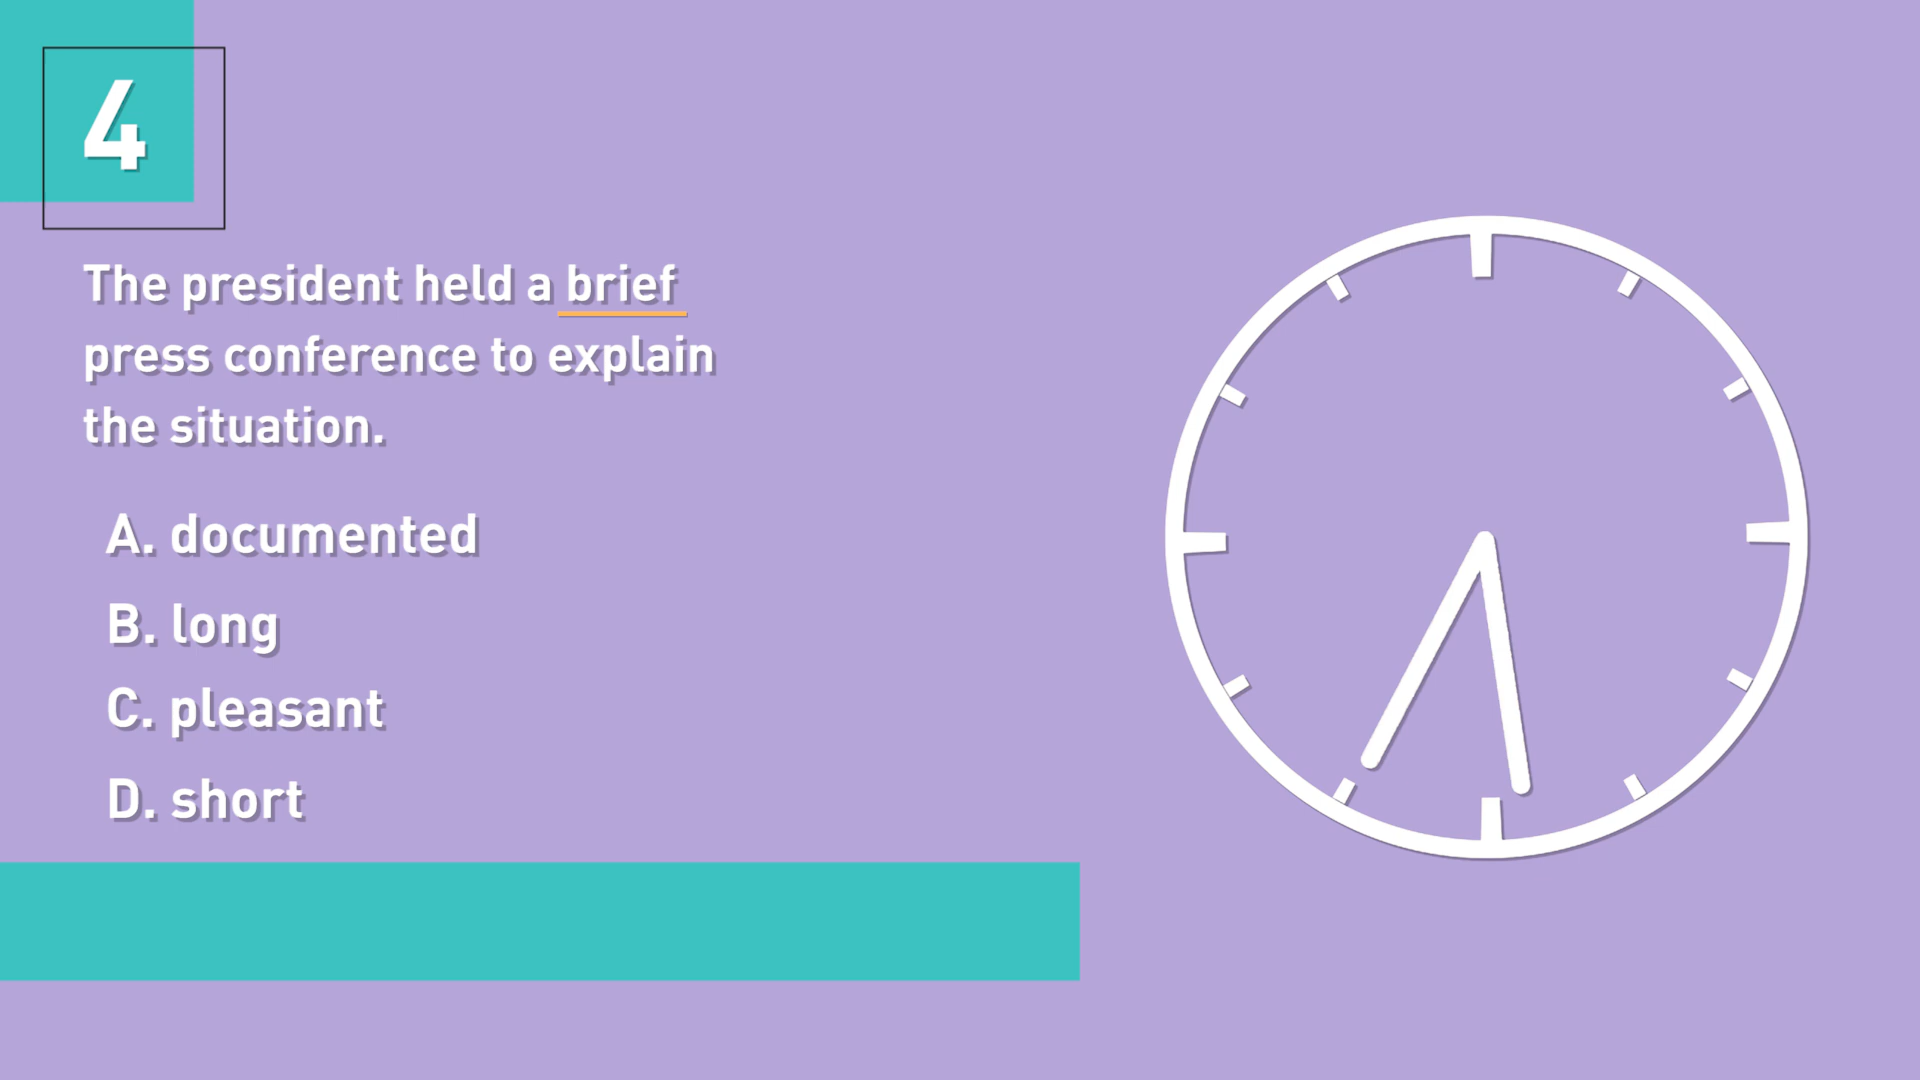 4
The president held a brief
press conference to explain
the situation.
A. documented
B. long
C. pleasant
D. short